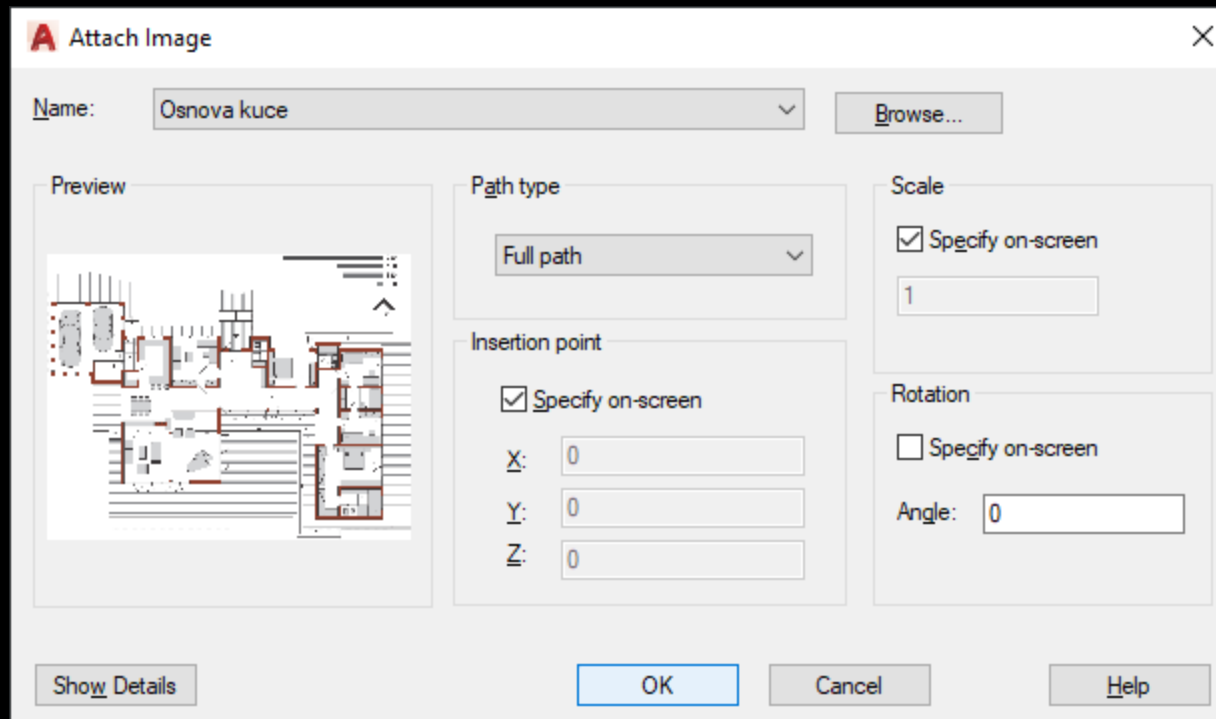 Attach Image
Name:
Osnova kuce
Browse...
Preview
Path type
Full path
Insertion point
Specify on-screen
X:
0
Y:
0
Z:
0
Scale
Specify on-screen
1
Rotation
Specify on-screen
Angle:
0
Show Details
OK
Cancel
Help